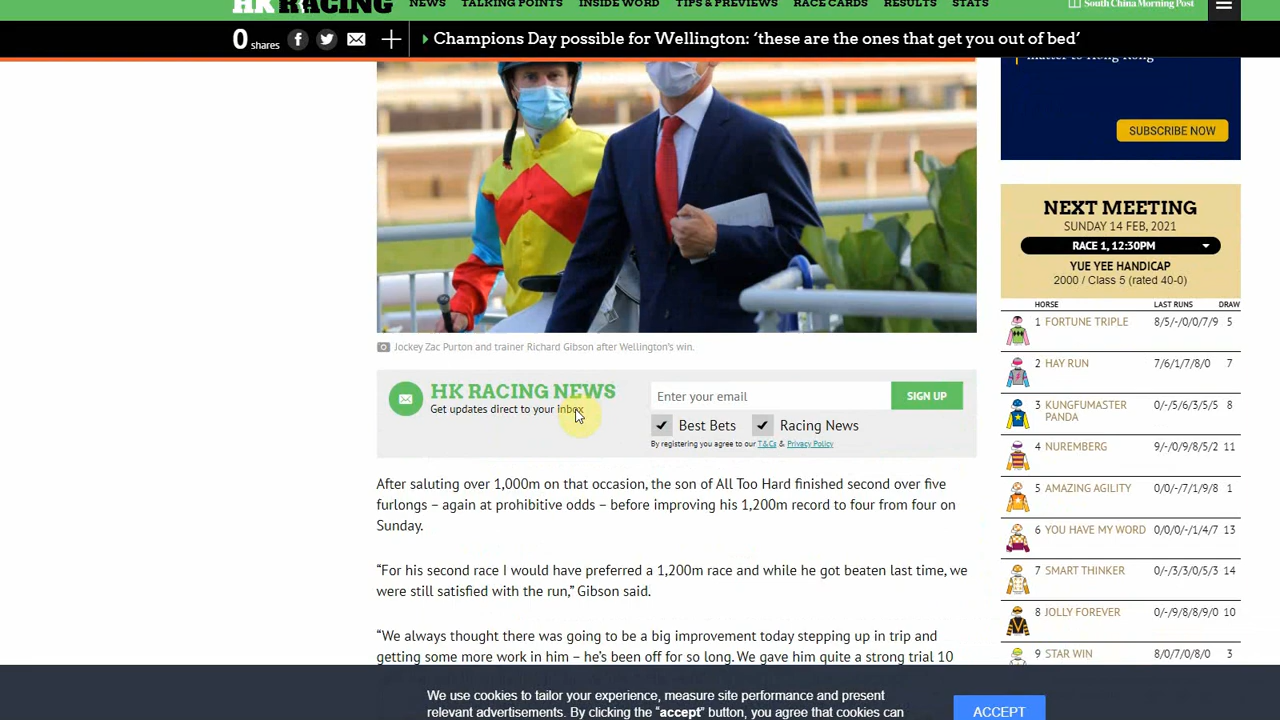 HK RACING
NEWS TALKING POINTS INSIDE WORD TIPS & PREVIEWS RACE CARDS RESULTS STATS
South China Morning Post
0 shares
Champions Day possible for Wellington: ‘these are the ones that get you out of bed’
matter to Hong Kong
SUBSCRIBE NOW
Jockey Zac Purton and trainer Richard Gibson after Wellington's win.
HK RACING NEWS
Get updates direct to your inbox
Enter your email
SIGN UP
Best Bets Racing News
By registering you agree to our T&Cs & Privacy Policy
After saluting over 1,000m on that occasion, the son of All Too Hard finished second over five
furlongs – again at prohibitive odds – before improving his 1,200m record to four from four on
Sunday.
“For his second race I would have preferred a 1,200m race and while he got beaten last time, we
were still satisfied with the run,” Gibson said.
“We always thought there was going to be a big improvement today stepping up in trip and
getting some more work in him – he’s been off for so long. We gave him quite a strong trial 10
NEXT MEETING
SUNDAY 14 FEB, 2021
RACE 1, 12:30PM
YUE YEE HANDICAP
2000 / Class 5 (rated 40-0)
HORSE LAST RUNS DRAW
1 FORTUNE TRIPLE 8/5/-/0/0/7/9 5
2 HAY RUN 7/6/1/7/8/0 7
3 KUNGFUMASTER PANDA 0/-/5/6/3/5/5 8
4 NUREMBERG 9/-/0/9/8/5/2 11
5 AMAZING AGILITY 0/0/-/7/1/9/8 1
6 YOU HAVE MY WORD 0/0/0/-/1/4/7 13
7 SMART THINKER 0/-/3/3/0/5/3 14
8 JOLLY FOREVER 0/-/9/8/8/9/0 10
9 STAR WIN 8/0/7/0/8/0 3
We use cookies to tailor your experience, measure site performance and present
relevant advertisements. By clicking the “accept” button, you agree that cookies can
ACCEPT